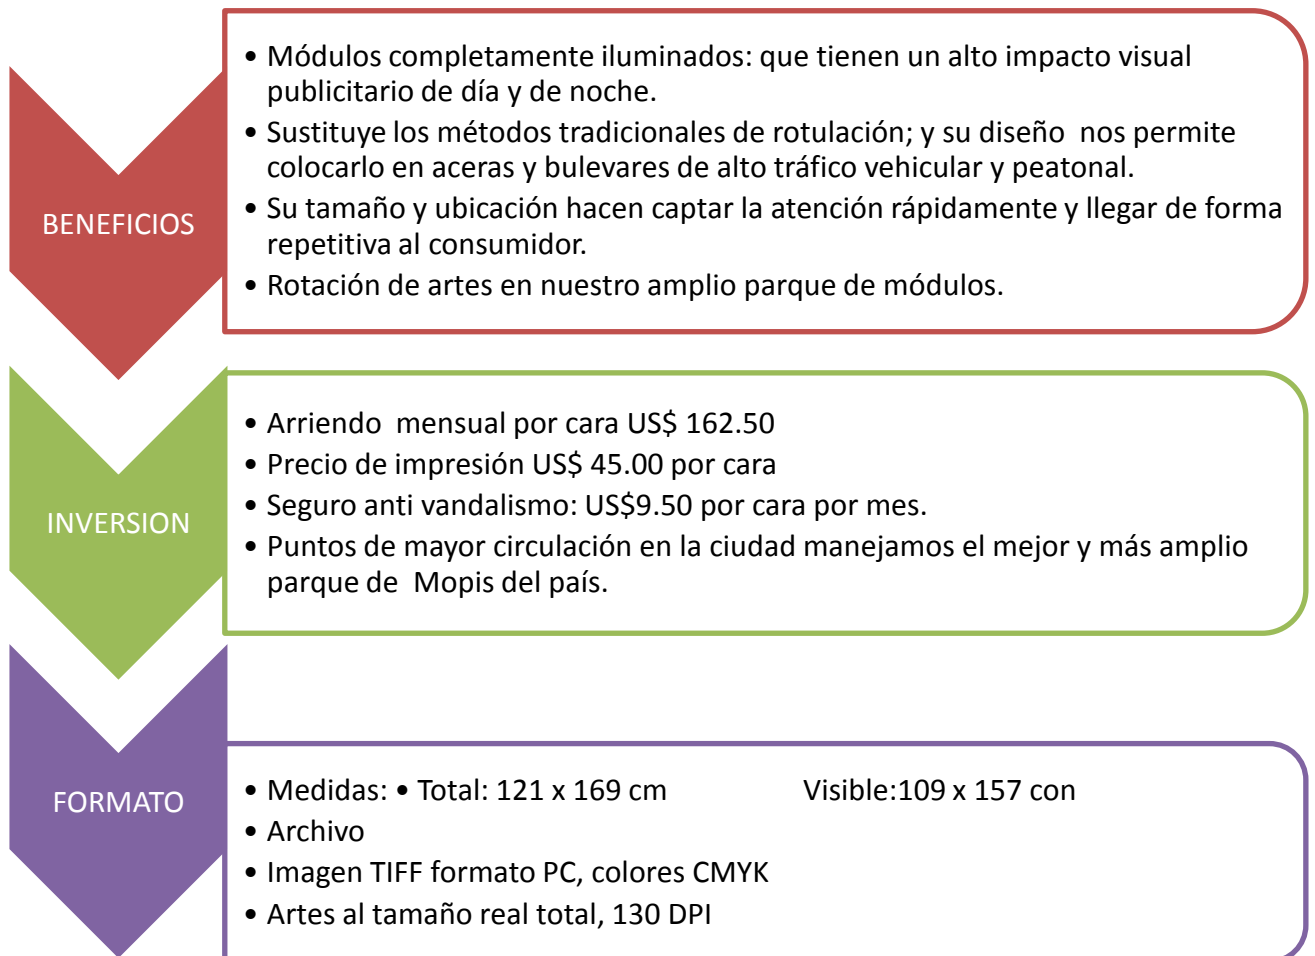 BENEFICIOS
• Módulos completamente iluminados: que tienen un alto impacto visual
publicitario de día y de noche.
• Sustituye los métodos tradicionales de rotulación; y su diseño  nos permite
colocarlo en aceras y bulevares de alto tráfico vehicular y peatonal.
• Su tamaño y ubicación hacen captar la atención rápidamente y llegar de forma
repetitiva al consumidor.
• Rotación de artes en nuestro amplio parque de módulos.
INVERSION
• Arriendo  mensual por cara US$ 162.50
• Precio de impresión US$ 45.00 por cara
• Seguro anti vandalismo: US$9.50 por cara por mes.
• Puntos de mayor circulación en la ciudad manejamos el mejor y más amplio
parque de  Mopis del país.
FORMATO
• Medidas: • Total: 121 x 169 cm Visible:109 x 157 con
• Archivo
• Imagen TIFF formato PC, colores CMYK
• Artes al tamaño real total, 130 DPI